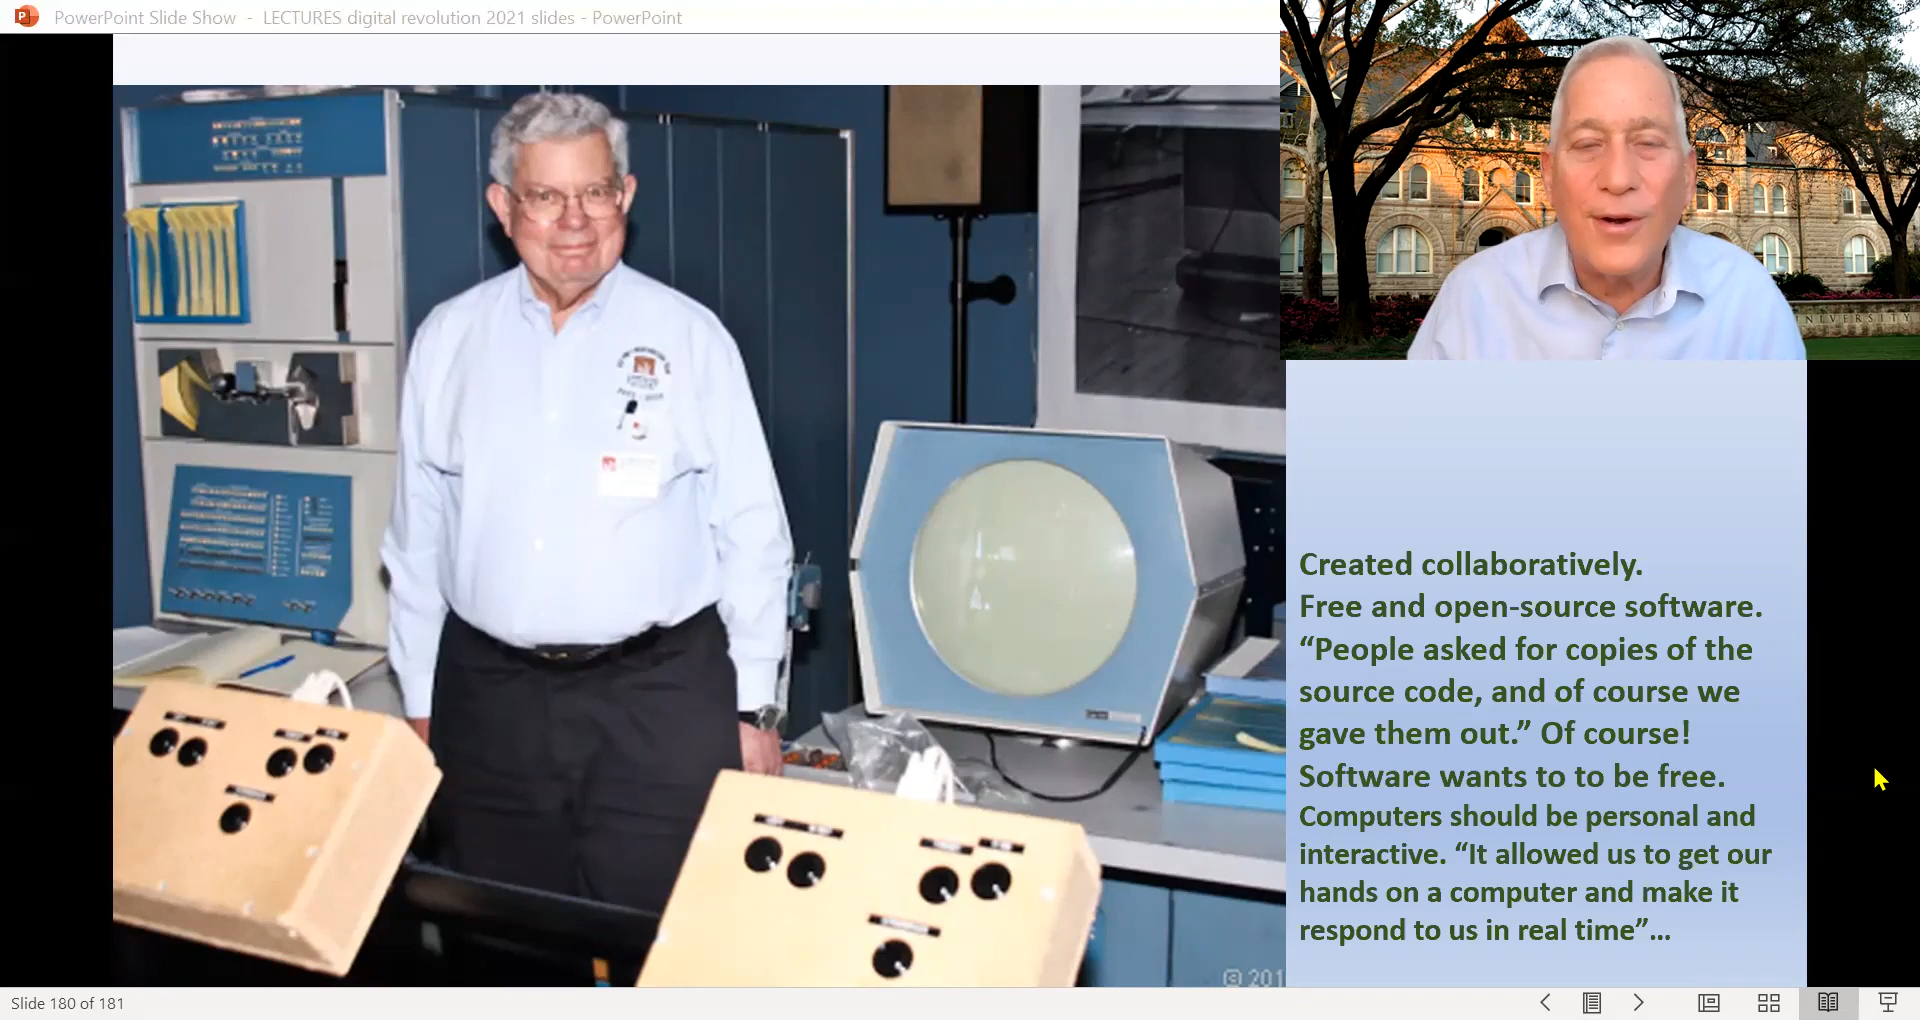 PowerPoint Slide Show - LECTURES digital revolution 2021 slides - PowerPoint
UNIVERSITY
Created collaboratively.
Free and open-source software.
“People asked for copies of the
source code, and of course we
gave them out.” Of course!
Software wants to to be free.
Computers should be personal and
interactive. “It allowed us to get our
hands on a computer and make it
respond to us in real time”...
© 201
Slide 180 of 181